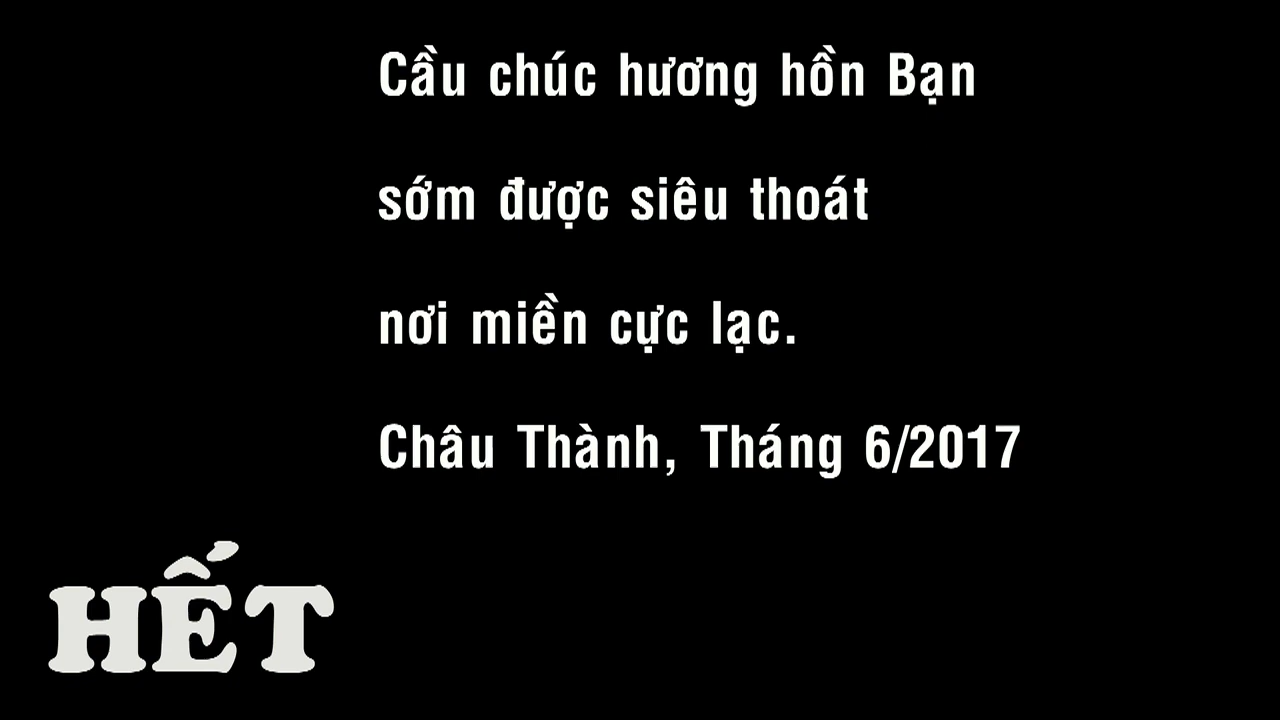 Cầu chúc hương hồn Bạn
sớm được siêu thoát
nơi miền cực lạc.
Châu Thành, Tháng 6/2017
HẾT